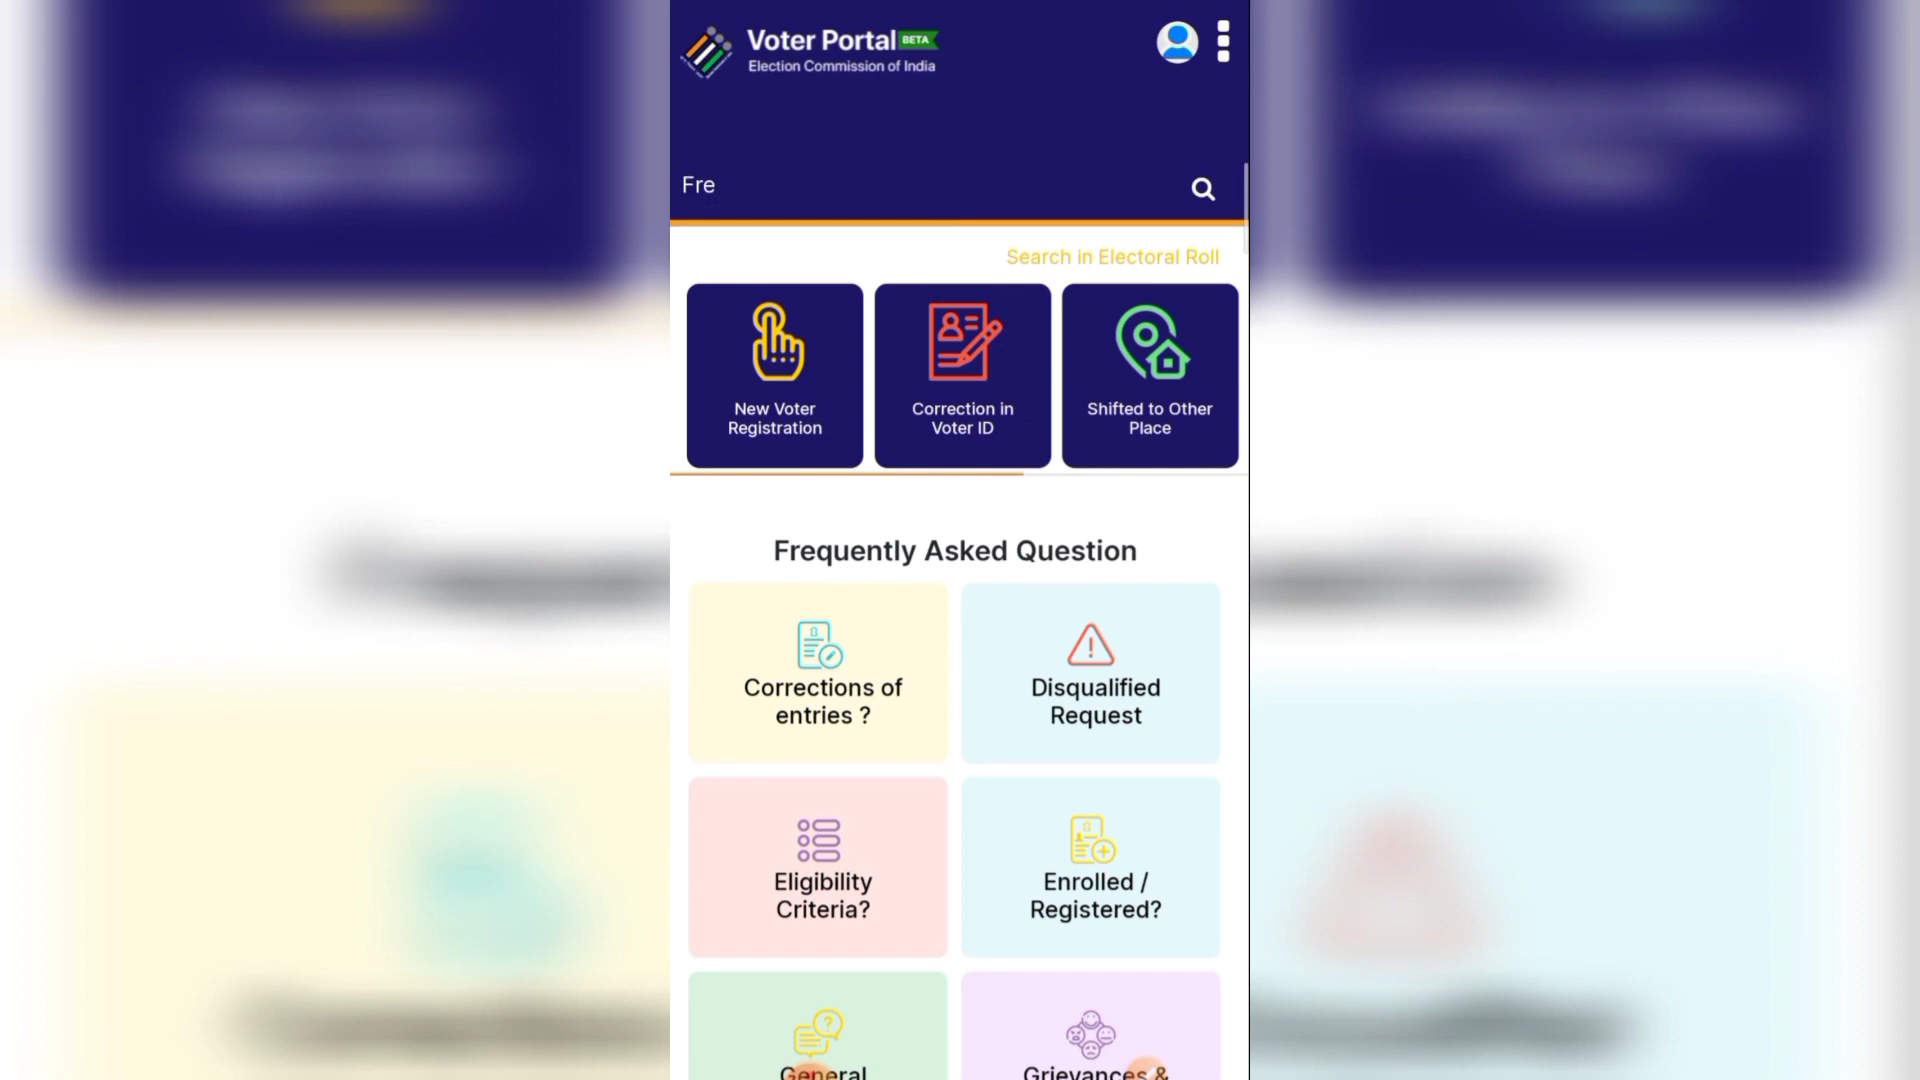 Voter Portal BETA
Election Commission of India
Fre
Search in Electoral Roll
New Voter
Registration
Correction in
Voter ID
Shifted to Other
Place
Frequently Asked Question
Corrections of
entries ?
Disqualified
Request
Eligibility
Criteria?
Enrolled /
Registered?
General
Grievances &